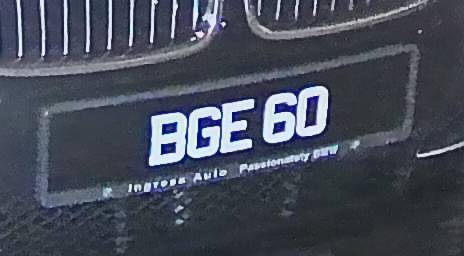 BGE 60
Ingress Auto Passionately BMW